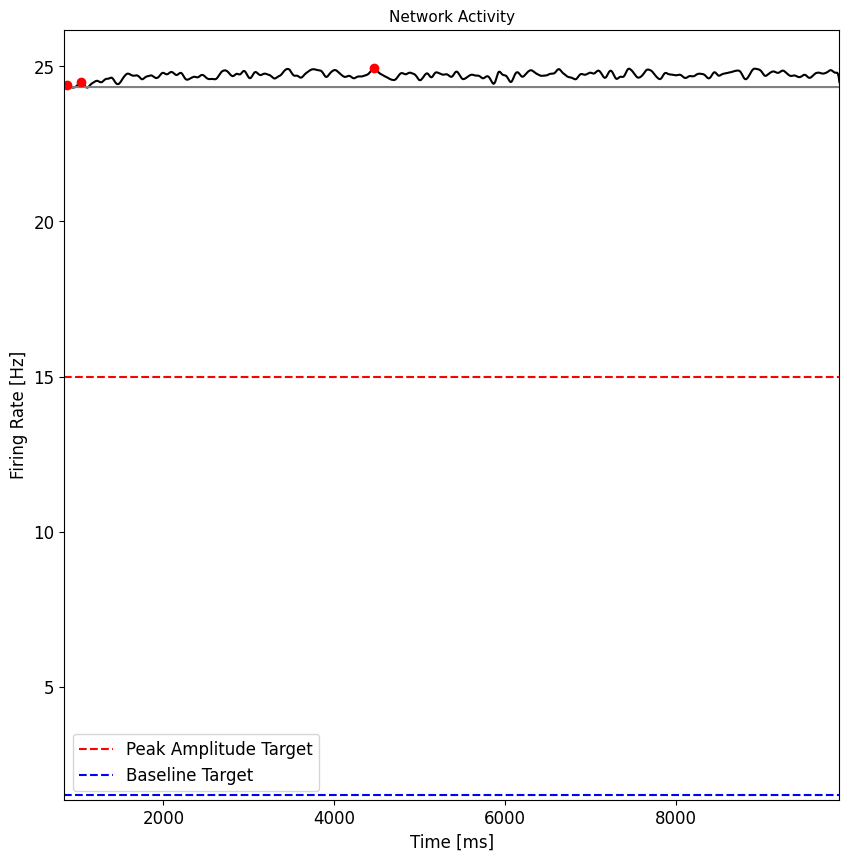 Network Activity
25
20
15
10
5
Firing Rate [Hz]
Peak Amplitude Target
Baseline Target
2000 4000 6000 8000
Time [ms]